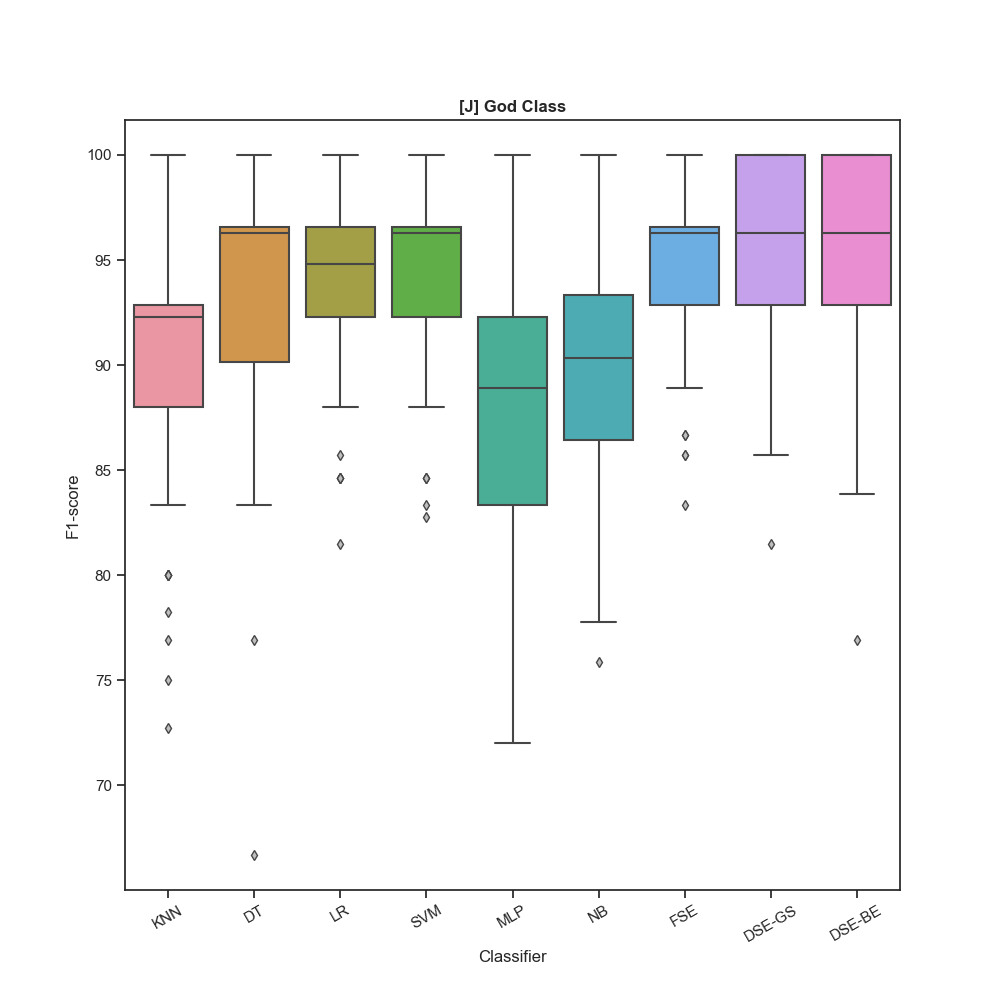 [J] God Class
100
95
90
85
80
75
70
F1-score
KNN
DT
LR
SVM
MLP
NB
FSE
DSE-GS
DSE-BE
Classifier